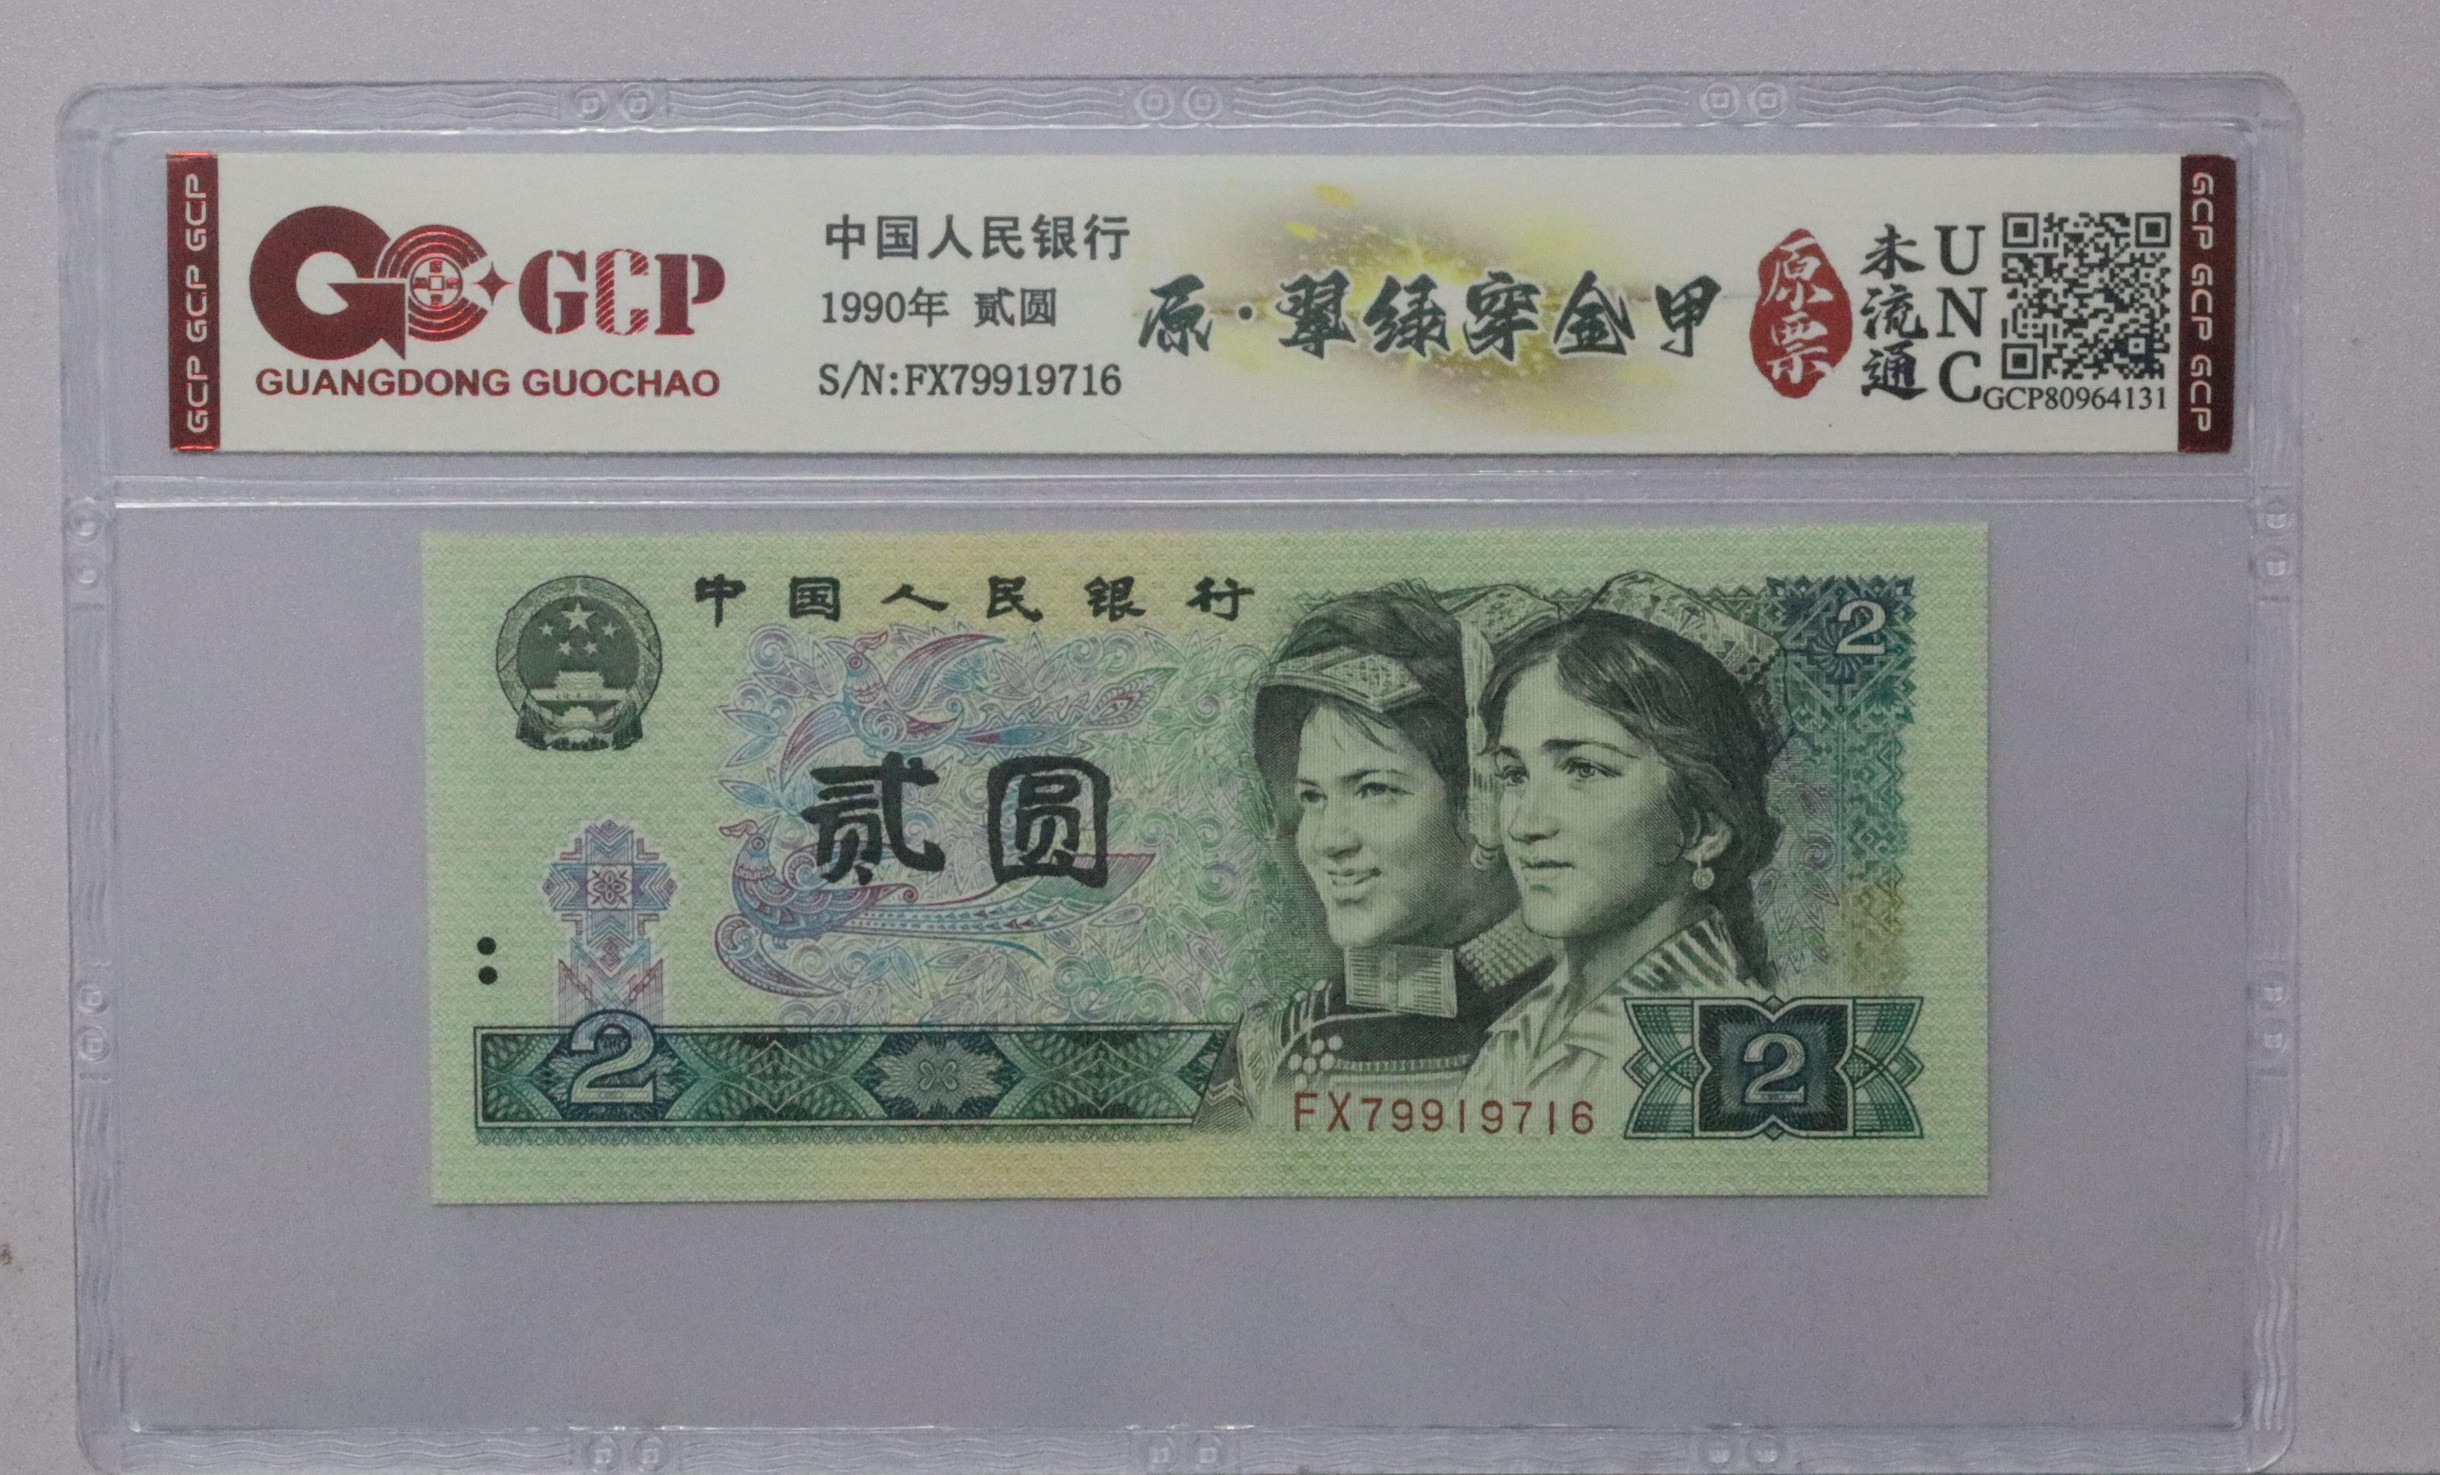 GCP GCP GCP
GCP
GUANGDONG GUOCHAO
中国人民银行
1990年 贰圆
S/N:FX79919716
原·翠绿穿金甲
原票
未流通
UNC
GCP80964131
GCP GCP GCP
中国人民银行
2
贰圆
2
FX79919716
2